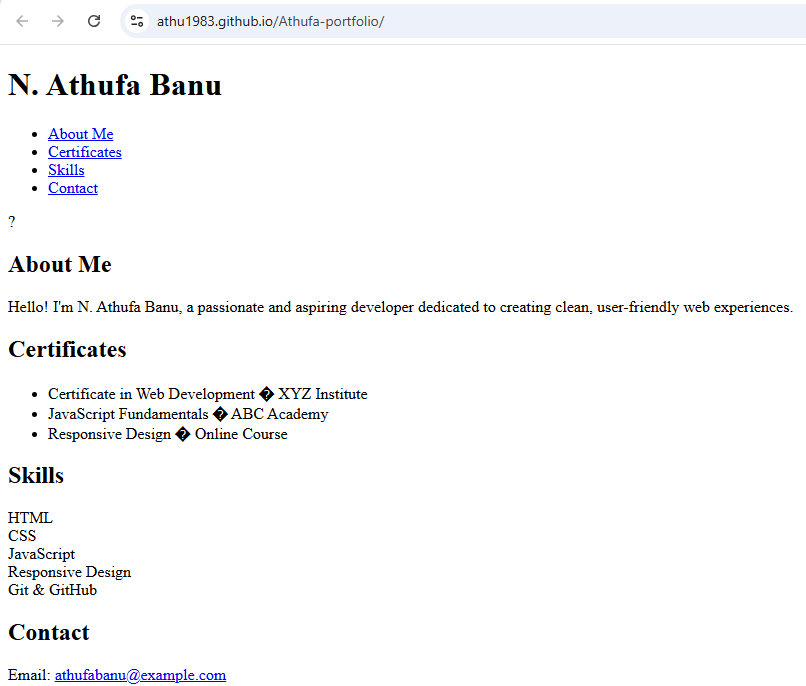 athu1983.github.io/Athufa-portfolio/
N. Athufa Banu
• About Me
• Certificates
• Skills
• Contact
?
About Me
Hello! I'm N. Athufa Banu, a passionate and aspiring developer dedicated to creating clean, user-friendly web experiences.
Certificates
• Certificate in Web Development � XYZ Institute
• JavaScript Fundamentals � ABC Academy
• Responsive Design � Online Course
Skills
HTML
CSS
JavaScript
Responsive Design
Git & GitHub
Contact
Email: athufabanu@example.com